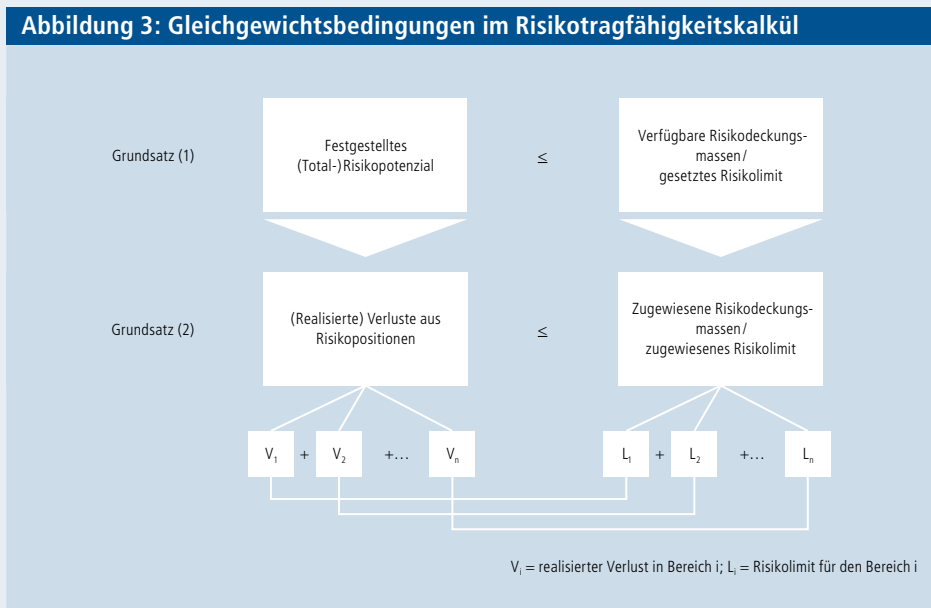 Abbildung 3: Gleichgewichtsbedingungen im Risikotragfähigkeitskalkül
Grundsatz (1)
Festgestelltes
(Total-)Risikopotenzial
≤
Verfügbare Risikodeckungs-
massen/
gesetztes Risikolimit
Grundsatz (2)
(Realisierte) Verluste aus
Risikopositionen
≤
Zugewiesene Risikodeckungs-
massen/
zugewiesenes Risikolimit
V₁ + V₂ +… Vₙ
L₁ + L₂ +… Lₙ
Vᵢ = realisierter Verlust in Bereich i; Lᵢ = Risikolimit für den Bereich i